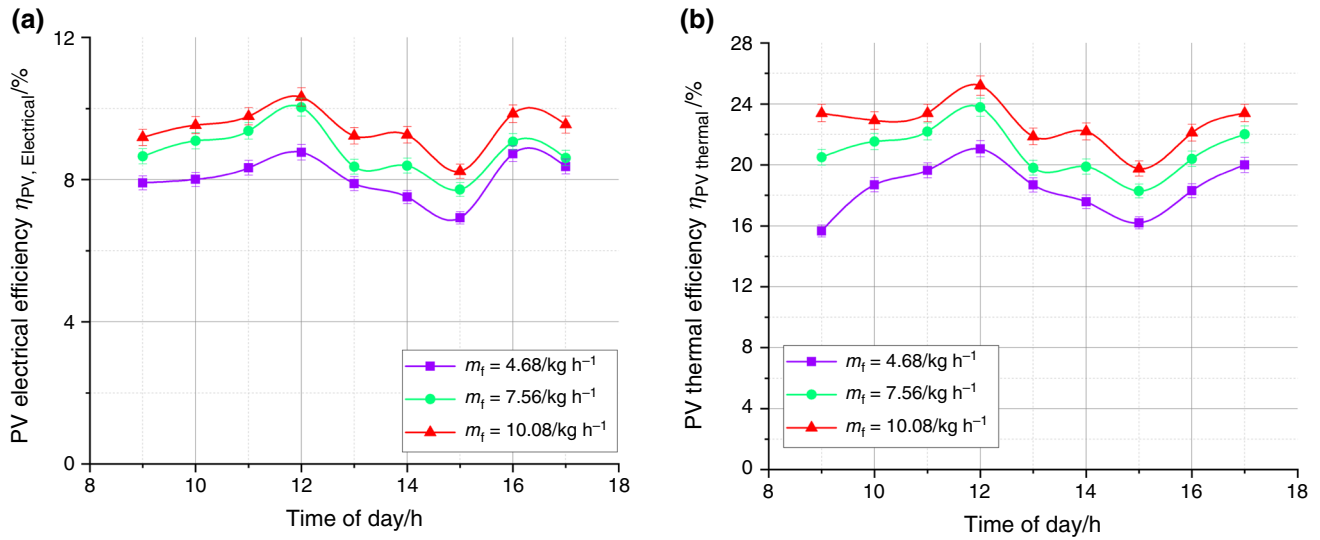 (a)
PV electrical efficiency ηPV, Electrical/%
12
8
4
0
8 10 12 14 16 18
Time of day/h
mf = 4.68/kg h⁻¹
mf = 7.56/kg h⁻¹
mf = 10.08/kg h⁻¹
(b)
PV thermal efficiency ηPV thermal/%
28
24
20
16
12
8
4
0
8 10 12 14 16 18
Time of day/h
mf = 4.68/kg h⁻¹
mf = 7.56/kg h⁻¹
mf = 10.08/kg h⁻¹